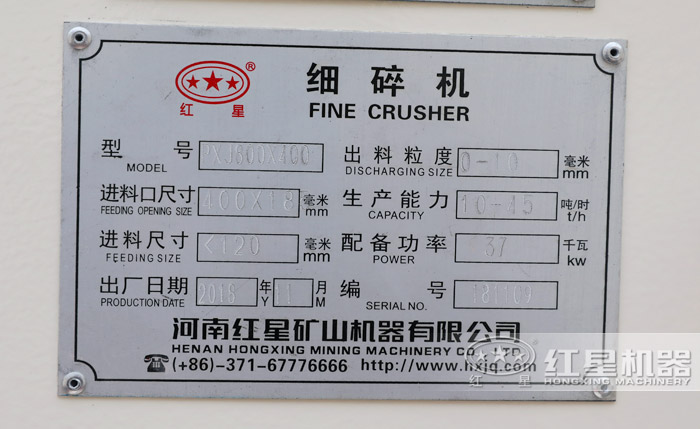 红 星 ®
细碎机
FINE CRUSHER
型 号 PXJ800X400
MODEL
出料粒度 0-10 毫米
DISCHARGING SIZE mm
进料口尺寸 400X18 毫米
FEEDING OPENING SIZE mm
生产能力 10-45 吨/时
CAPACITY t/h
进料尺寸 <120 毫米
FEEDING SIZE mm
配备功率 37 千瓦
POWER kw
出厂日期 2018 年 11 月
PRODUCTION DATE Y M
编 号 181109
SERIAL NO.
河南红星矿山机器有限公司
HENAN HONGXING MINING MACHINERY CO., LTD.
(+86)-371-67776666 http://www.hxjq.com
红星机器
HONGXING MACHINERY
红 星